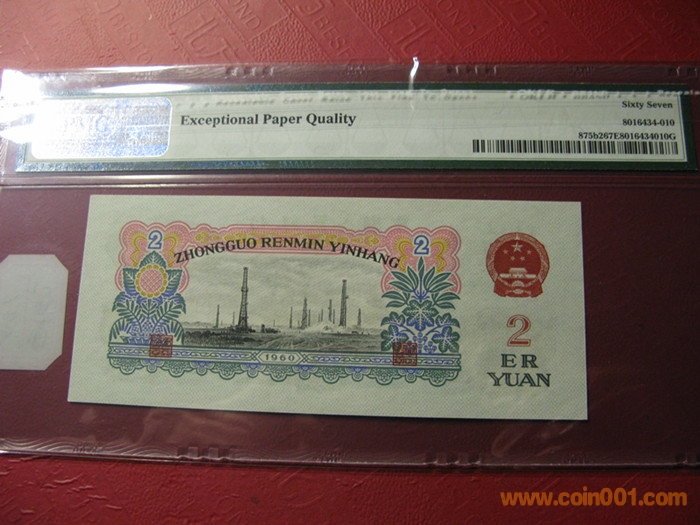 Sixty Seven
Exceptional Paper Quality
8016434-010
875b267E8016434010G
2 2
ZHONGGUO RENMIN YINHANG
1960
2
ER
YUAN
www.coin001.com